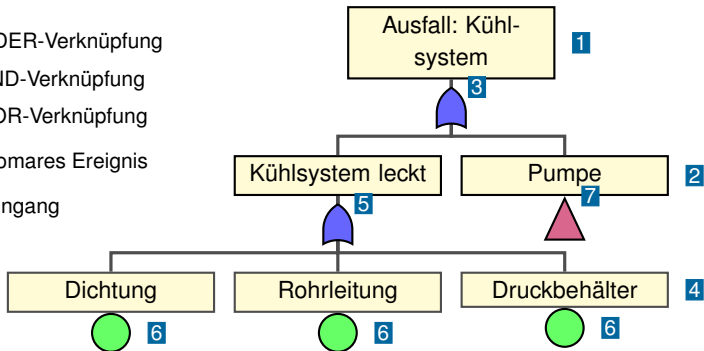 DER-Verknüpfung
ND-Verknüpfung
OR-Verknüpfung
omares Ereignis
ngang
Ausfall: Kühl-
system
1
3
Kühlsystem leckt
Pumpe
2
5
7
Dichtung
Rohrleitung
Druckbehälter
4
6
6
6